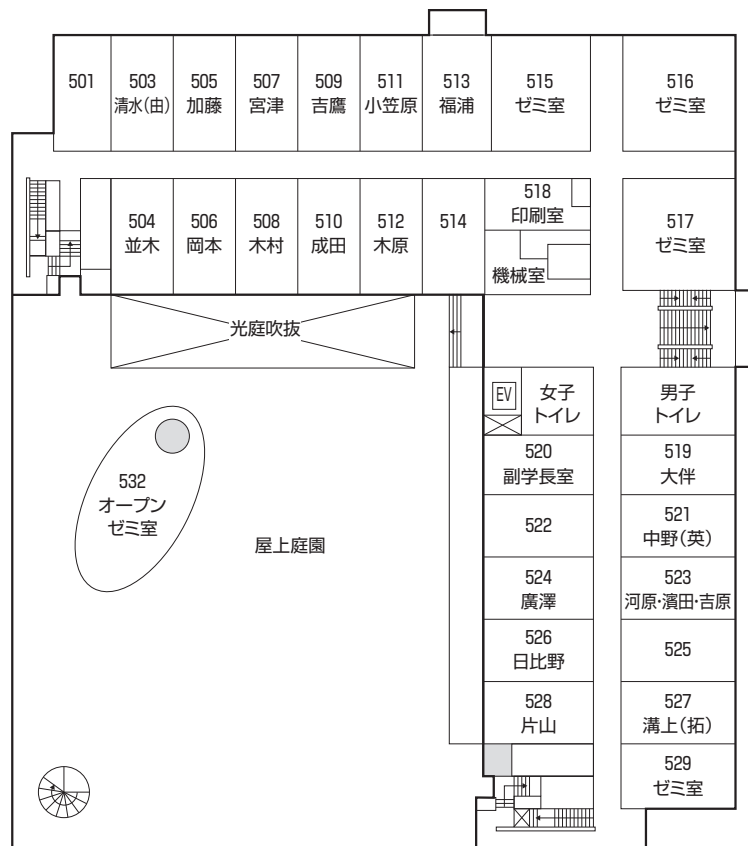 501
503
清水(由)
505
加藤
507
宮津
509
吉鷹
511
小笠原
513
福浦
515
ゼミ室
516
ゼミ室
504
並木
506
岡本
508
木村
510
成田
512
木原
514
518
印刷室
機械室
517
ゼミ室
光庭吹抜
EV
女子
トイレ
男子
トイレ
532
オープン
ゼミ室
屋上庭園
520
副学長室
519
大伴
522
521
中野(英)
524
廣澤
523
河原・濱田・吉原
526
日比野
525
528
片山
527
溝上(拓)
529
ゼミ室